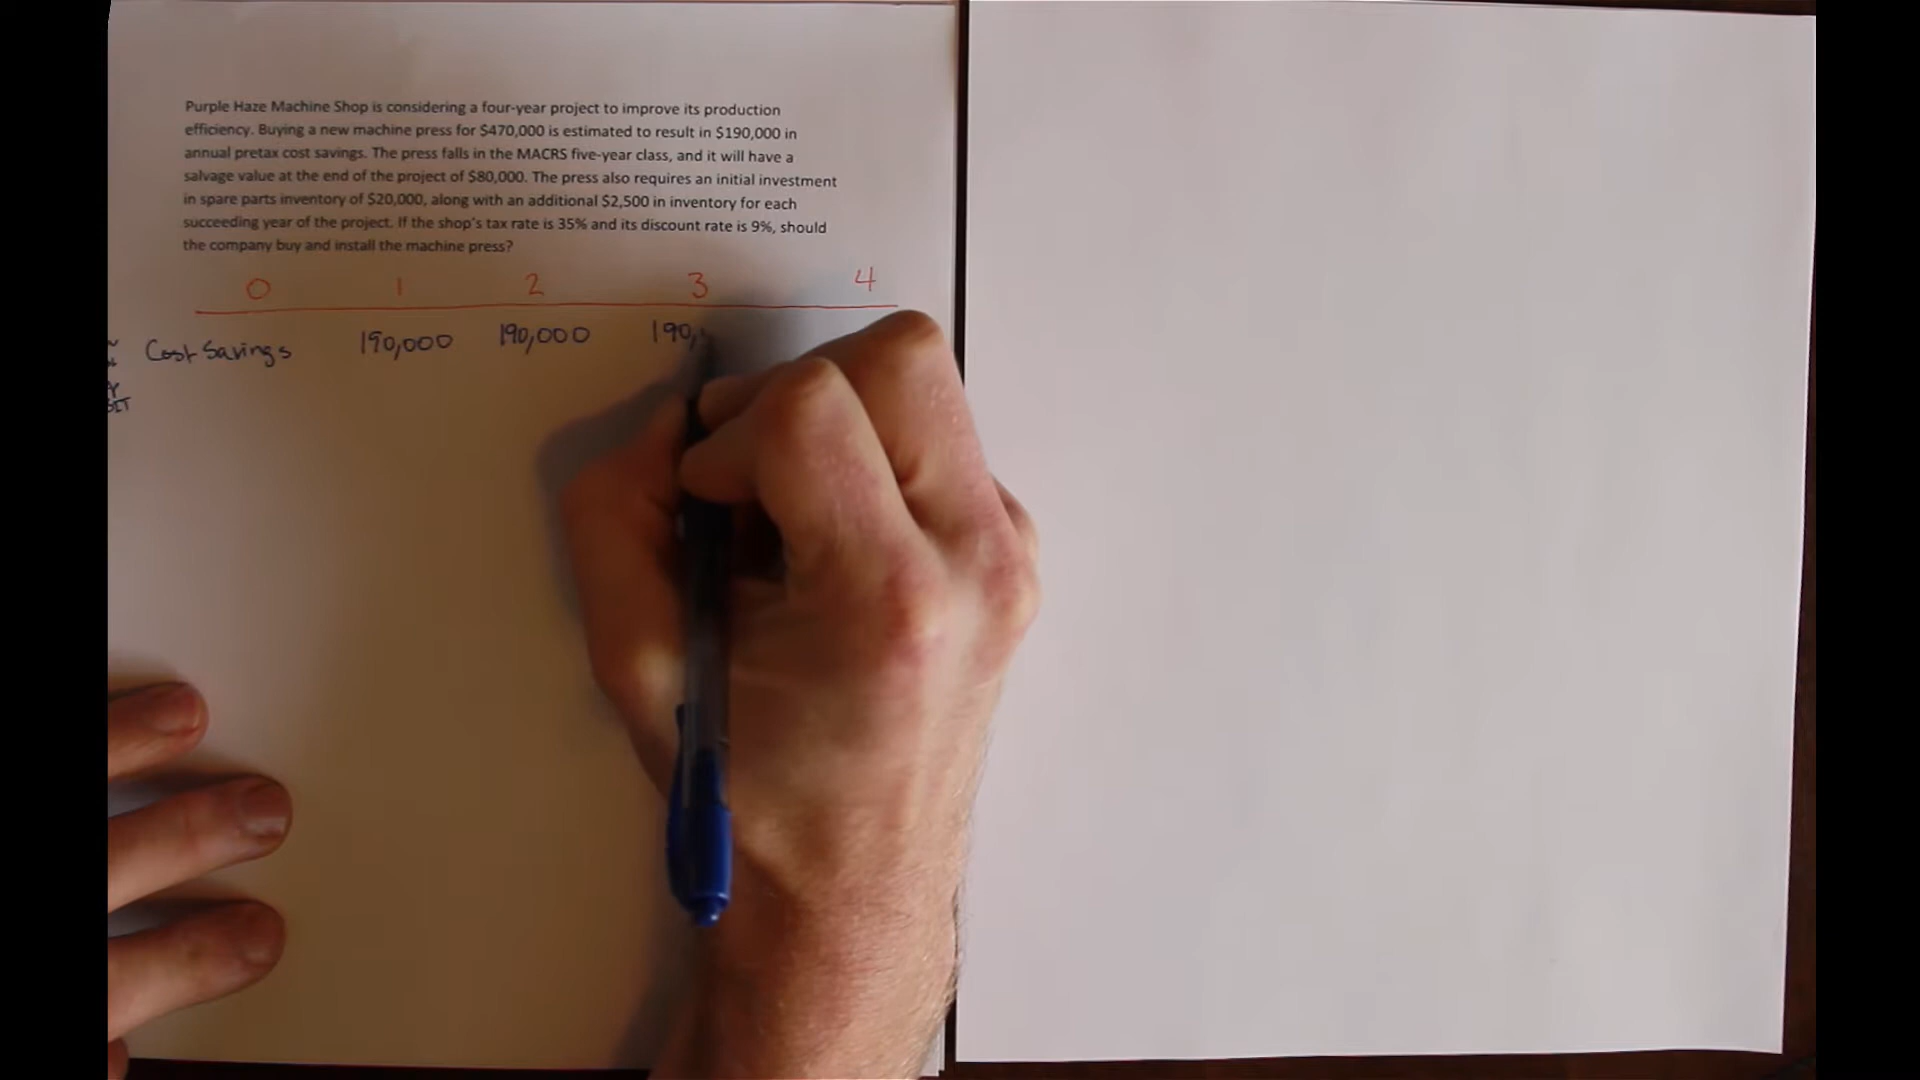 Purple Haze Machine Shop is considering a four-year project to improve its production
efficiency. Buying a new machine press for $470,000 is estimated to result in $190,000 in
annual pretax cost savings. The press falls in the MACRS five-year class, and it will have a
salvage value at the end of the project of $80,000. The press also requires an initial investment
in spare parts inventory of $20,000, along with an additional $2,500 in inventory for each
succeeding year of the project. If the shop's tax rate is 35% and its discount rate is 9%, should
the company buy and install the machine press?
0 1 2 3 4
Cost Savings 190,000 190,000 190,